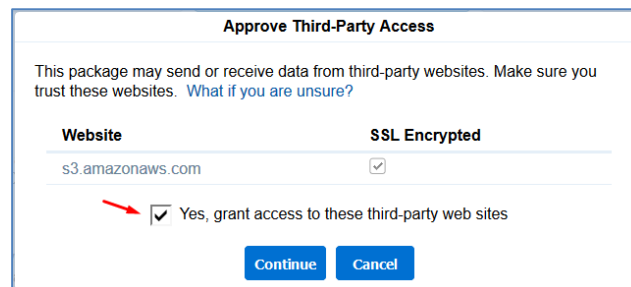 Approve Third-Party Access
This package may send or receive data from third-party websites. Make sure you
trust these websites. What if you are unsure?
Website SSL Encrypted
s3.amazonaws.com
Yes, grant access to these third-party web sites
Continue Cancel